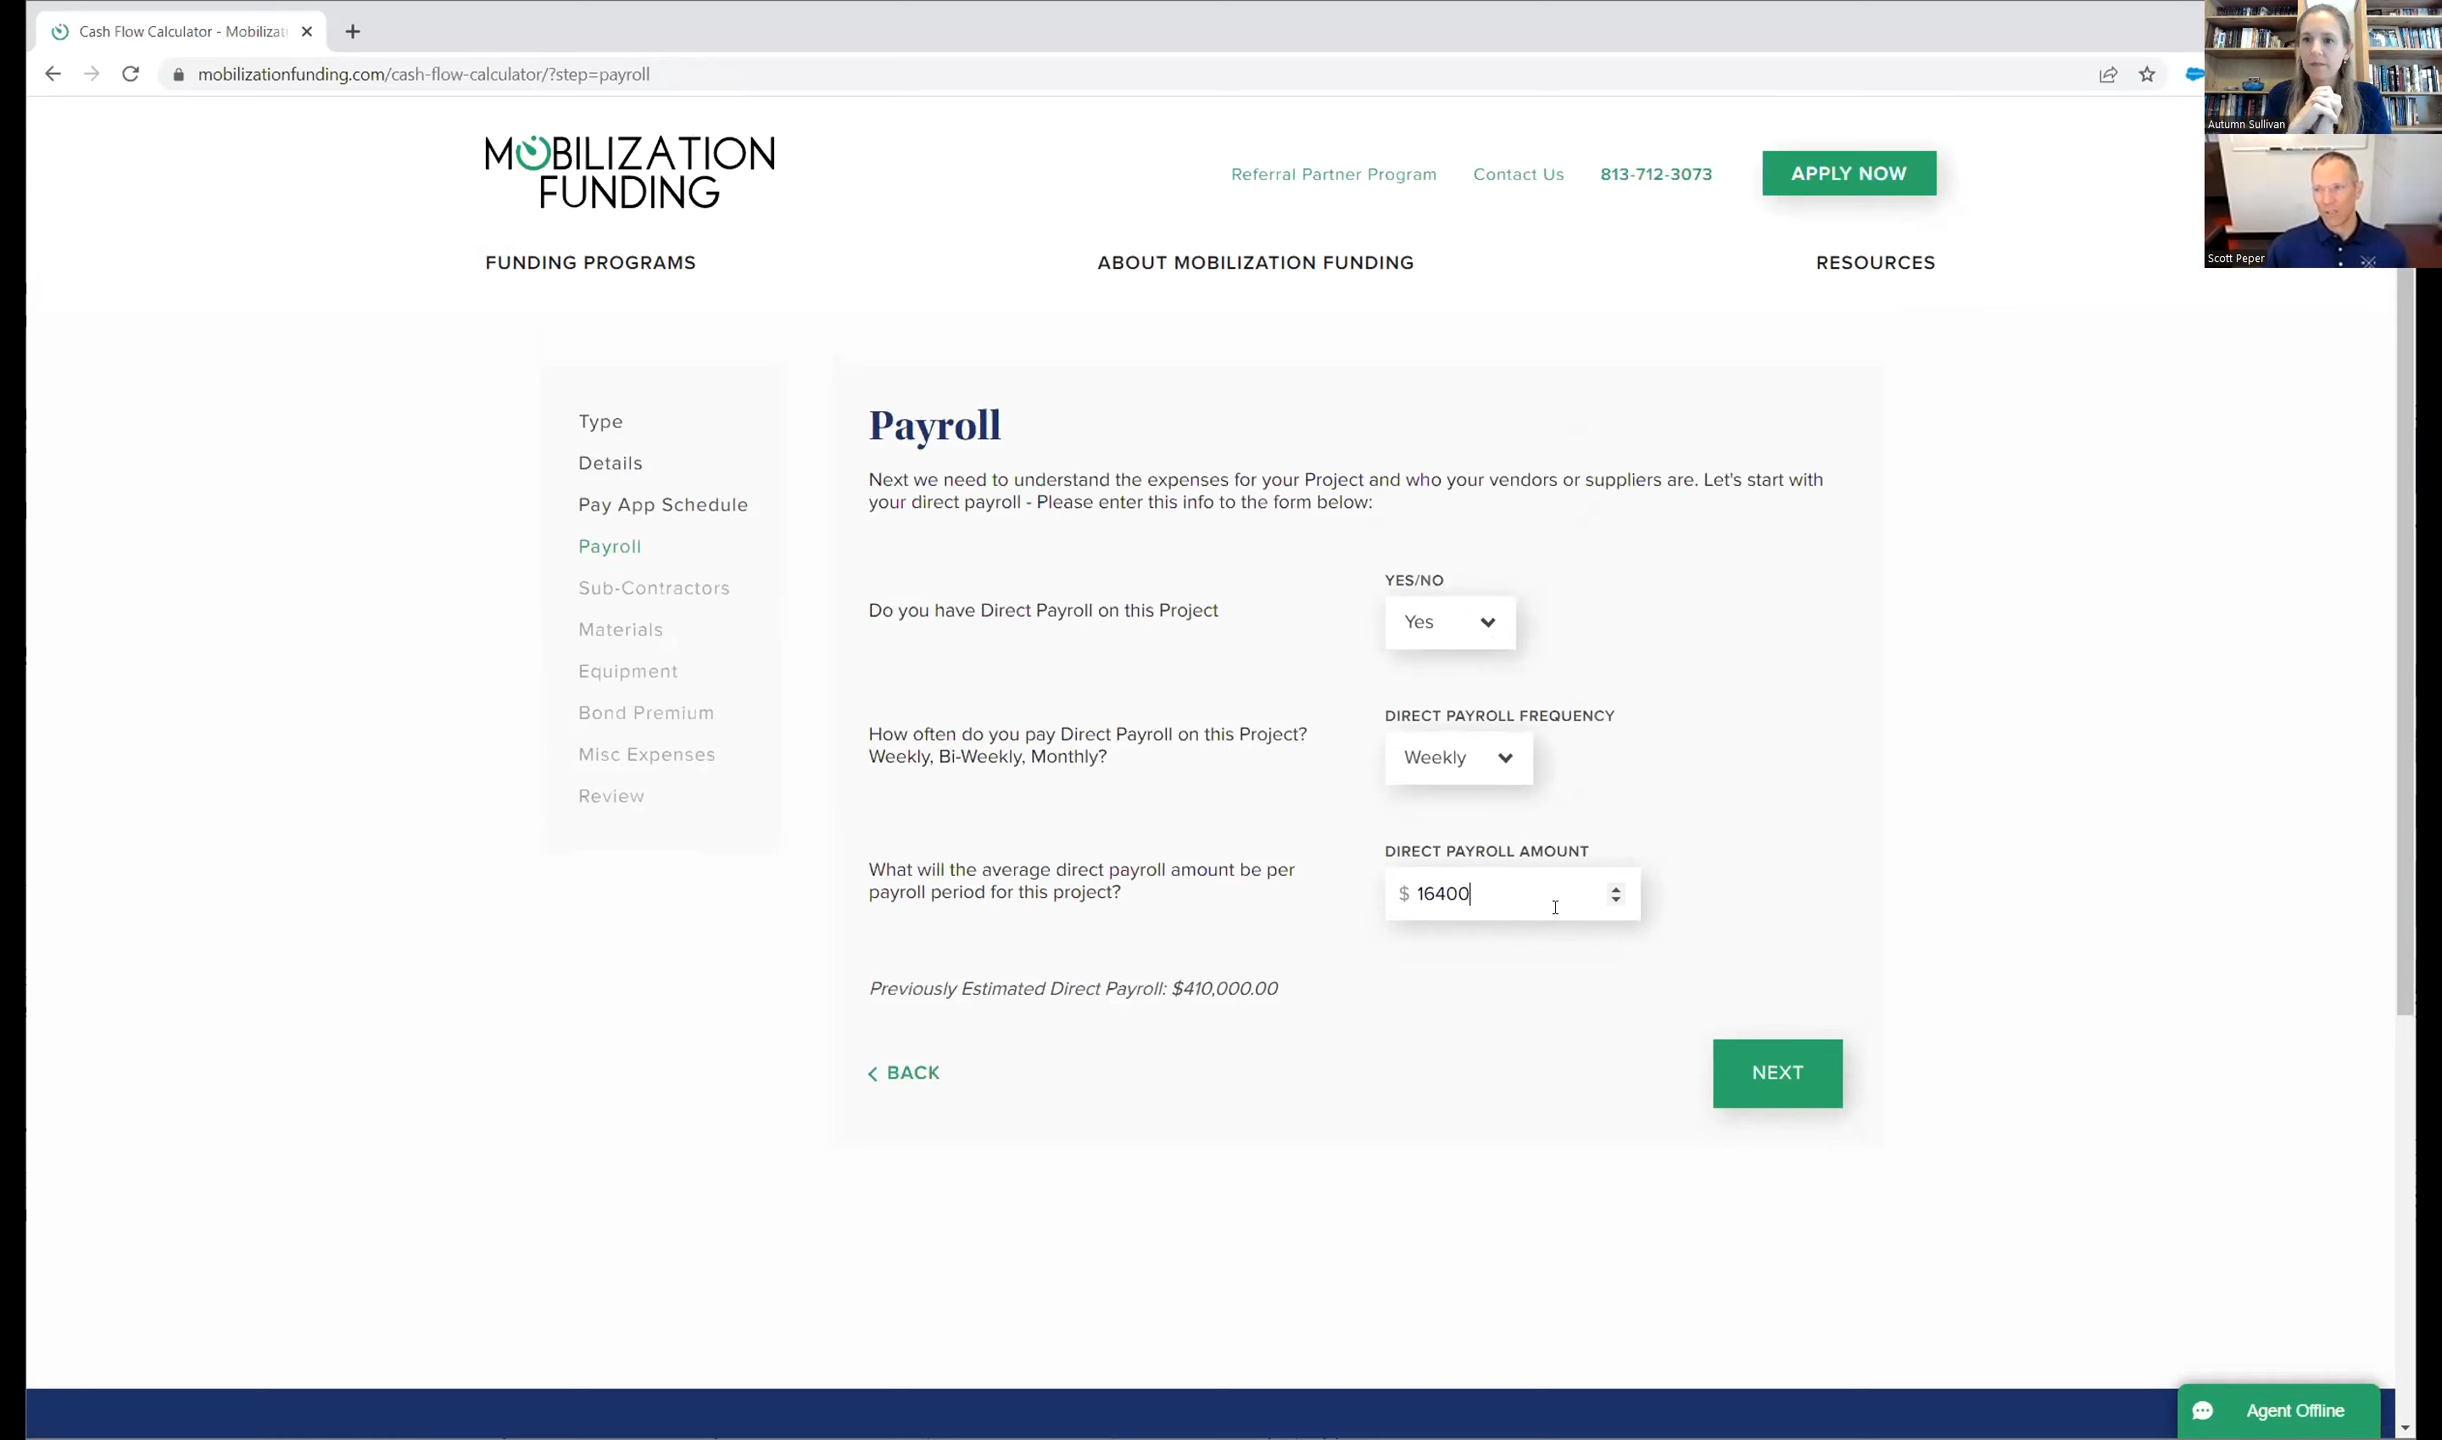 Cash Flow Calculator - Mobilizat
mobilizationfunding.com/cash-flow-calculator/?step=payroll
Autumn Sullivan
Scott Peper
MOBILIZATION
FUNDING
Referral Partner Program
Contact Us
813-712-3073
APPLY NOW
FUNDING PROGRAMS
ABOUT MOBILIZATION FUNDING
RESOURCES
Type
Details
Pay App Schedule
Payroll
Sub-Contractors
Materials
Equipment
Bond Premium
Misc Expenses
Review
Payroll
Next we need to understand the expenses for your Project and who your vendors or suppliers are. Let's start with
your direct payroll - Please enter this info to the form below:
Do you have Direct Payroll on this Project
YES/NO
Yes
How often do you pay Direct Payroll on this Project?
Weekly, Bi-Weekly, Monthly?
DIRECT PAYROLL FREQUENCY
Weekly
What will the average direct payroll amount be per
payroll period for this project?
DIRECT PAYROLL AMOUNT
$ 16400
Previously Estimated Direct Payroll: $410,000.00
BACK
NEXT
Agent Offline